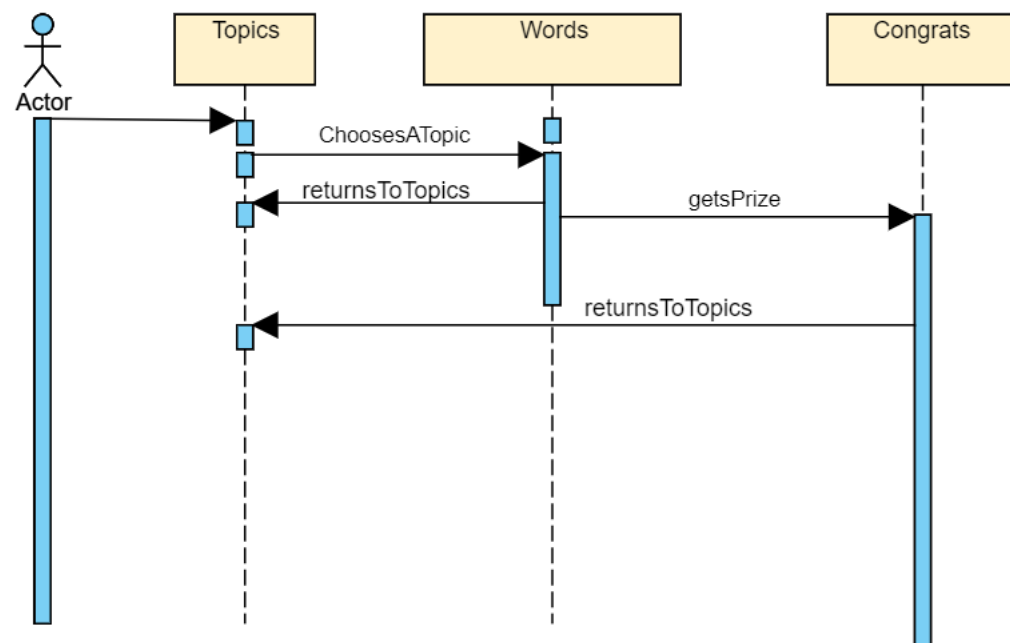 Topics
Words
Congrats
Actor
ChoosesATopic
returnsToTopics
getsPrize
returnsToTopics